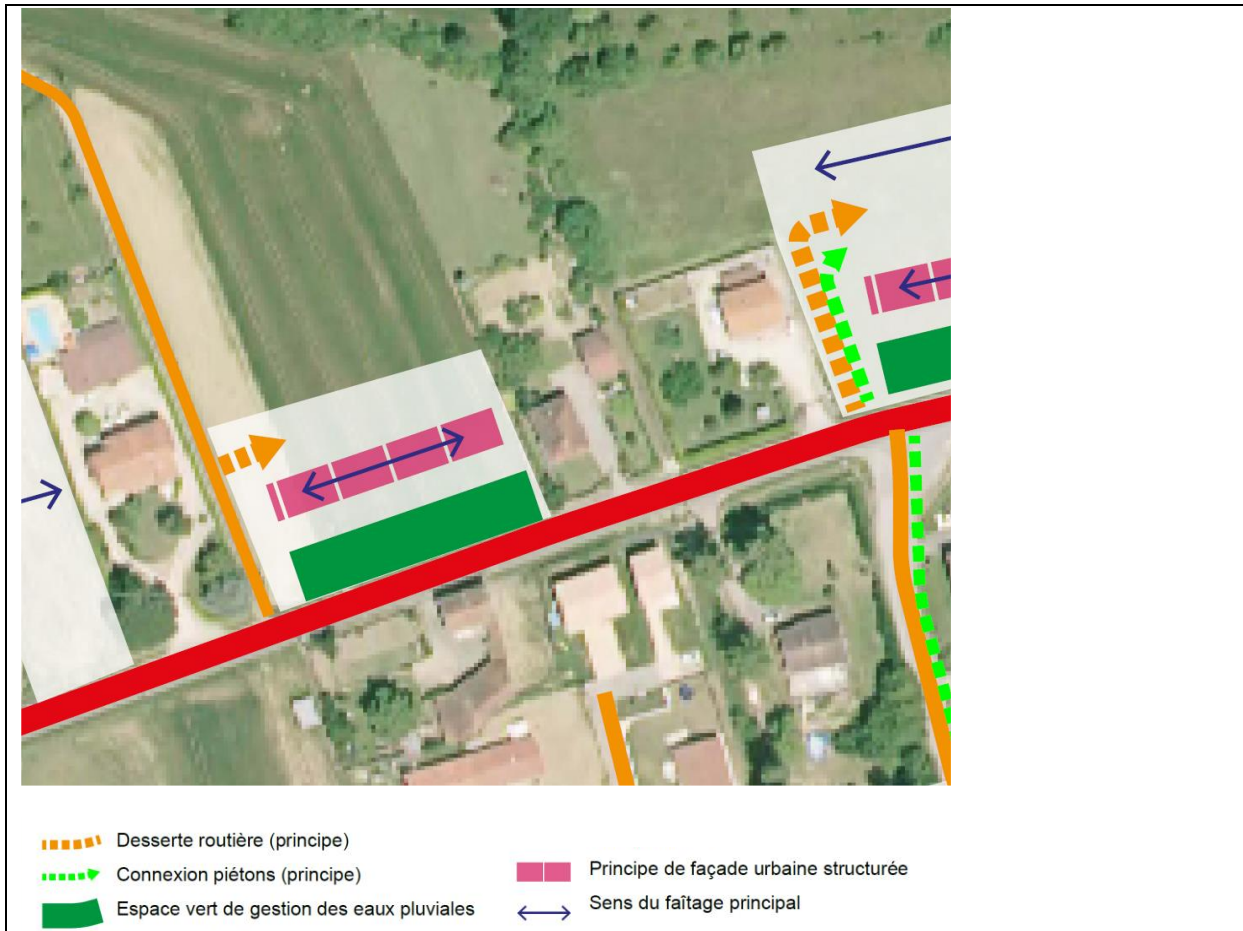 Desserte routière (principe)
Connexion piétons (principe)
Espace vert de gestion des eaux pluviales
Principe de façade urbaine structurée
Sens du faîtage principal